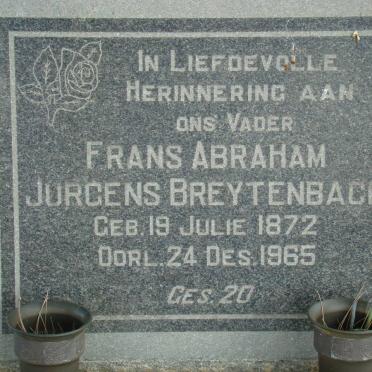 IN LIEFDEVOLLE
HERINNERING AAN
ONS VADER
FRANS ABRAHAM
JURGENS BREYTENBACH
GEB. 19 JULIE 1872
OORL. 24 DES. 1965
GES. 20